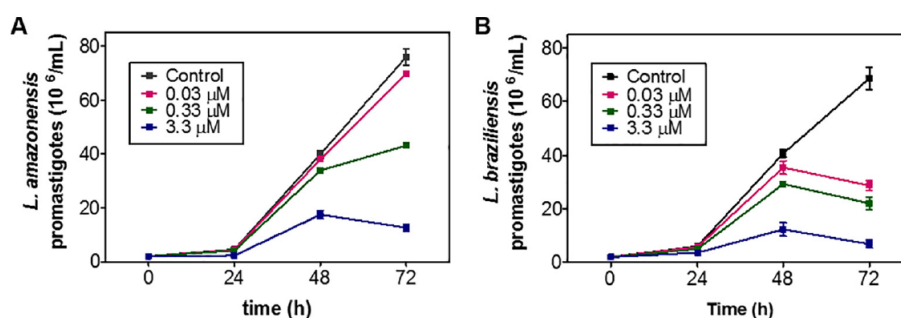 A
L. amazonensis
promastigotes (10 6/mL)
80
60
40
20
0
Control
0.03 µM
0.33 µM
3.3 µM
0 24 48 72
time (h)
B
L. braziliensis
promastigotes (10 6/mL)
80
60
40
20
0
Control
0.03 µM
0.33 µM
3.3 µM
0 24 48 72
Time (h)